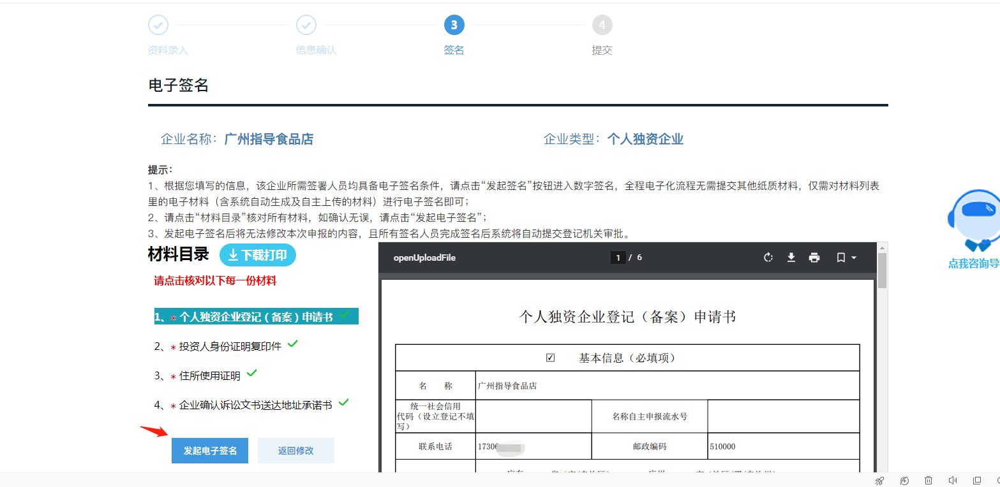 3
4
资料录入
信息确认
签名
提交
电子签名
企业名称：广州指导食品店
企业类型：个人独资企业
提示：
1、根据您填写的信息，该企业所需签署人员均具备电子签名条件，请点击“发起签名”按钮进入数字签名，全程电子化流程无需提交其他纸质材料，仅需对材料列表
里的电子材料（含系统自动生成及自主上传的材料）进行电子签名即可；
2、请点击“材料目录”核对所有材料，如确认无误，请点击“发起电子签名”；
3、发起电子签名后将无法修改本次申报的内容，且所有签名人员完成签名后系统将自动提交登记机关审批。
材料目录
下载打印
请点击核对以下每一份材料
1、* 个人独资企业登记（备案）申请书
2、* 投资人身份证明复印件
3、* 住所使用证明
4、* 企业确认诉讼文书送达地址承诺书
发起电子签名
返回修改
openUploadFile
1 / 6
个人独资企业登记（备案）申请书
基本信息（必填项）
名 称
广州指导食品店
统一社会信用
代码（设立登记不填
写）
名称自主申报流水号
联系电话
17306
邮政编码
510000
点我咨询导